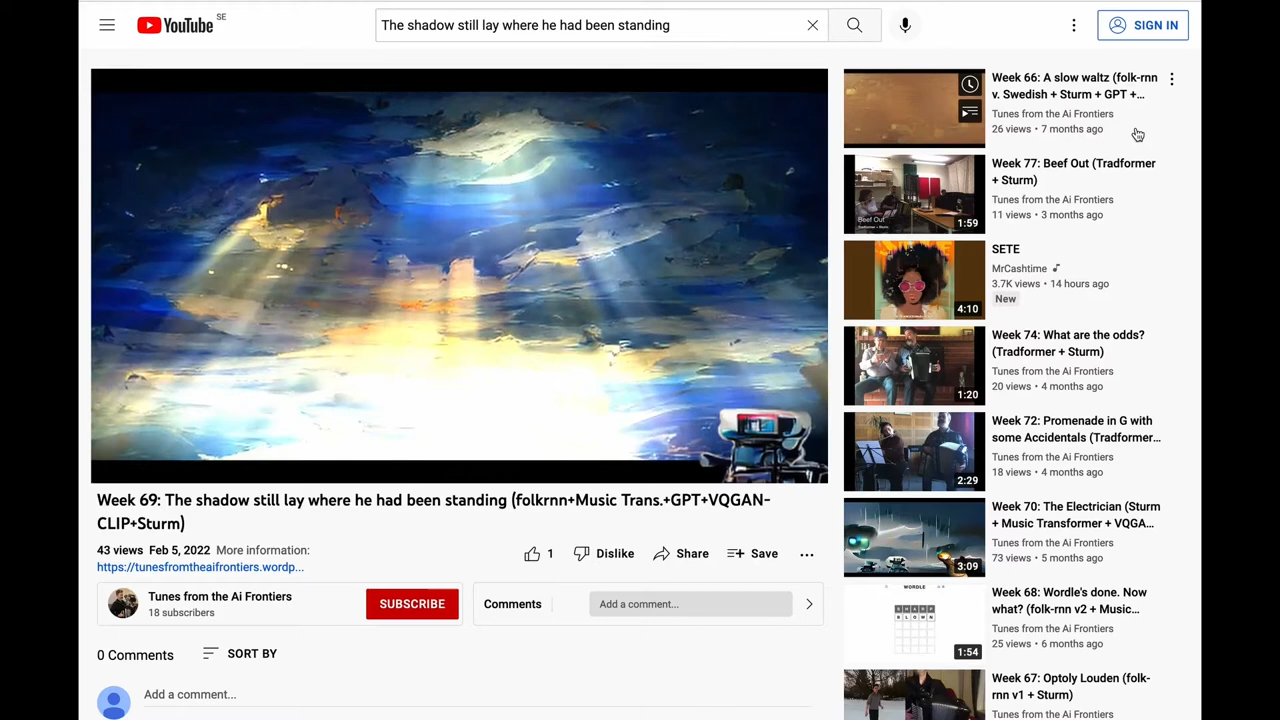 YouTube SE
The shadow still lay where he had been standing
SIGN IN
Week 69: The shadow still lay where he had been standing (folkrnn+Music Trans.+GPT+VQGAN-
CLIP+Sturm)
43 views Feb 5, 2022 More information:
https://tunesfromtheaifrontiers.wordp...
1
Dislike
Share
Save
Tunes from the Ai Frontiers
18 subscribers
SUBSCRIBE
Comments
Add a comment...
0 Comments
SORT BY
Add a comment...
Week 66: A slow waltz (folk-rnn
v. Swedish + Sturm + GPT +...
Tunes from the Ai Frontiers
26 views • 7 months ago
Beef Out
1:59
Week 77: Beef Out (Tradformer
+ Sturm)
Tunes from the Ai Frontiers
11 views • 3 months ago
4:10
SETE
MrCashtime
3.7K views • 14 hours ago
New
1:20
Week 74: What are the odds?
(Tradformer + Sturm)
Tunes from the Ai Frontiers
20 views • 4 months ago
2:29
Week 72: Promenade in G with
some Accidentals (Tradformer...
Tunes from the Ai Frontiers
18 views • 4 months ago
3:09
Week 70: The Electrician (Sturm
+ Music Transformer + VQGA...
Tunes from the Ai Frontiers
73 views • 5 months ago
WORDLE
1:54
Week 68: Wordle's done. Now
what? (folk-rnn v2 + Music...
Tunes from the Ai Frontiers
25 views • 6 months ago
Week 67: Optoly Louden (folk-
rnn v1 + Sturm)
Tunes from the Ai Frontiers